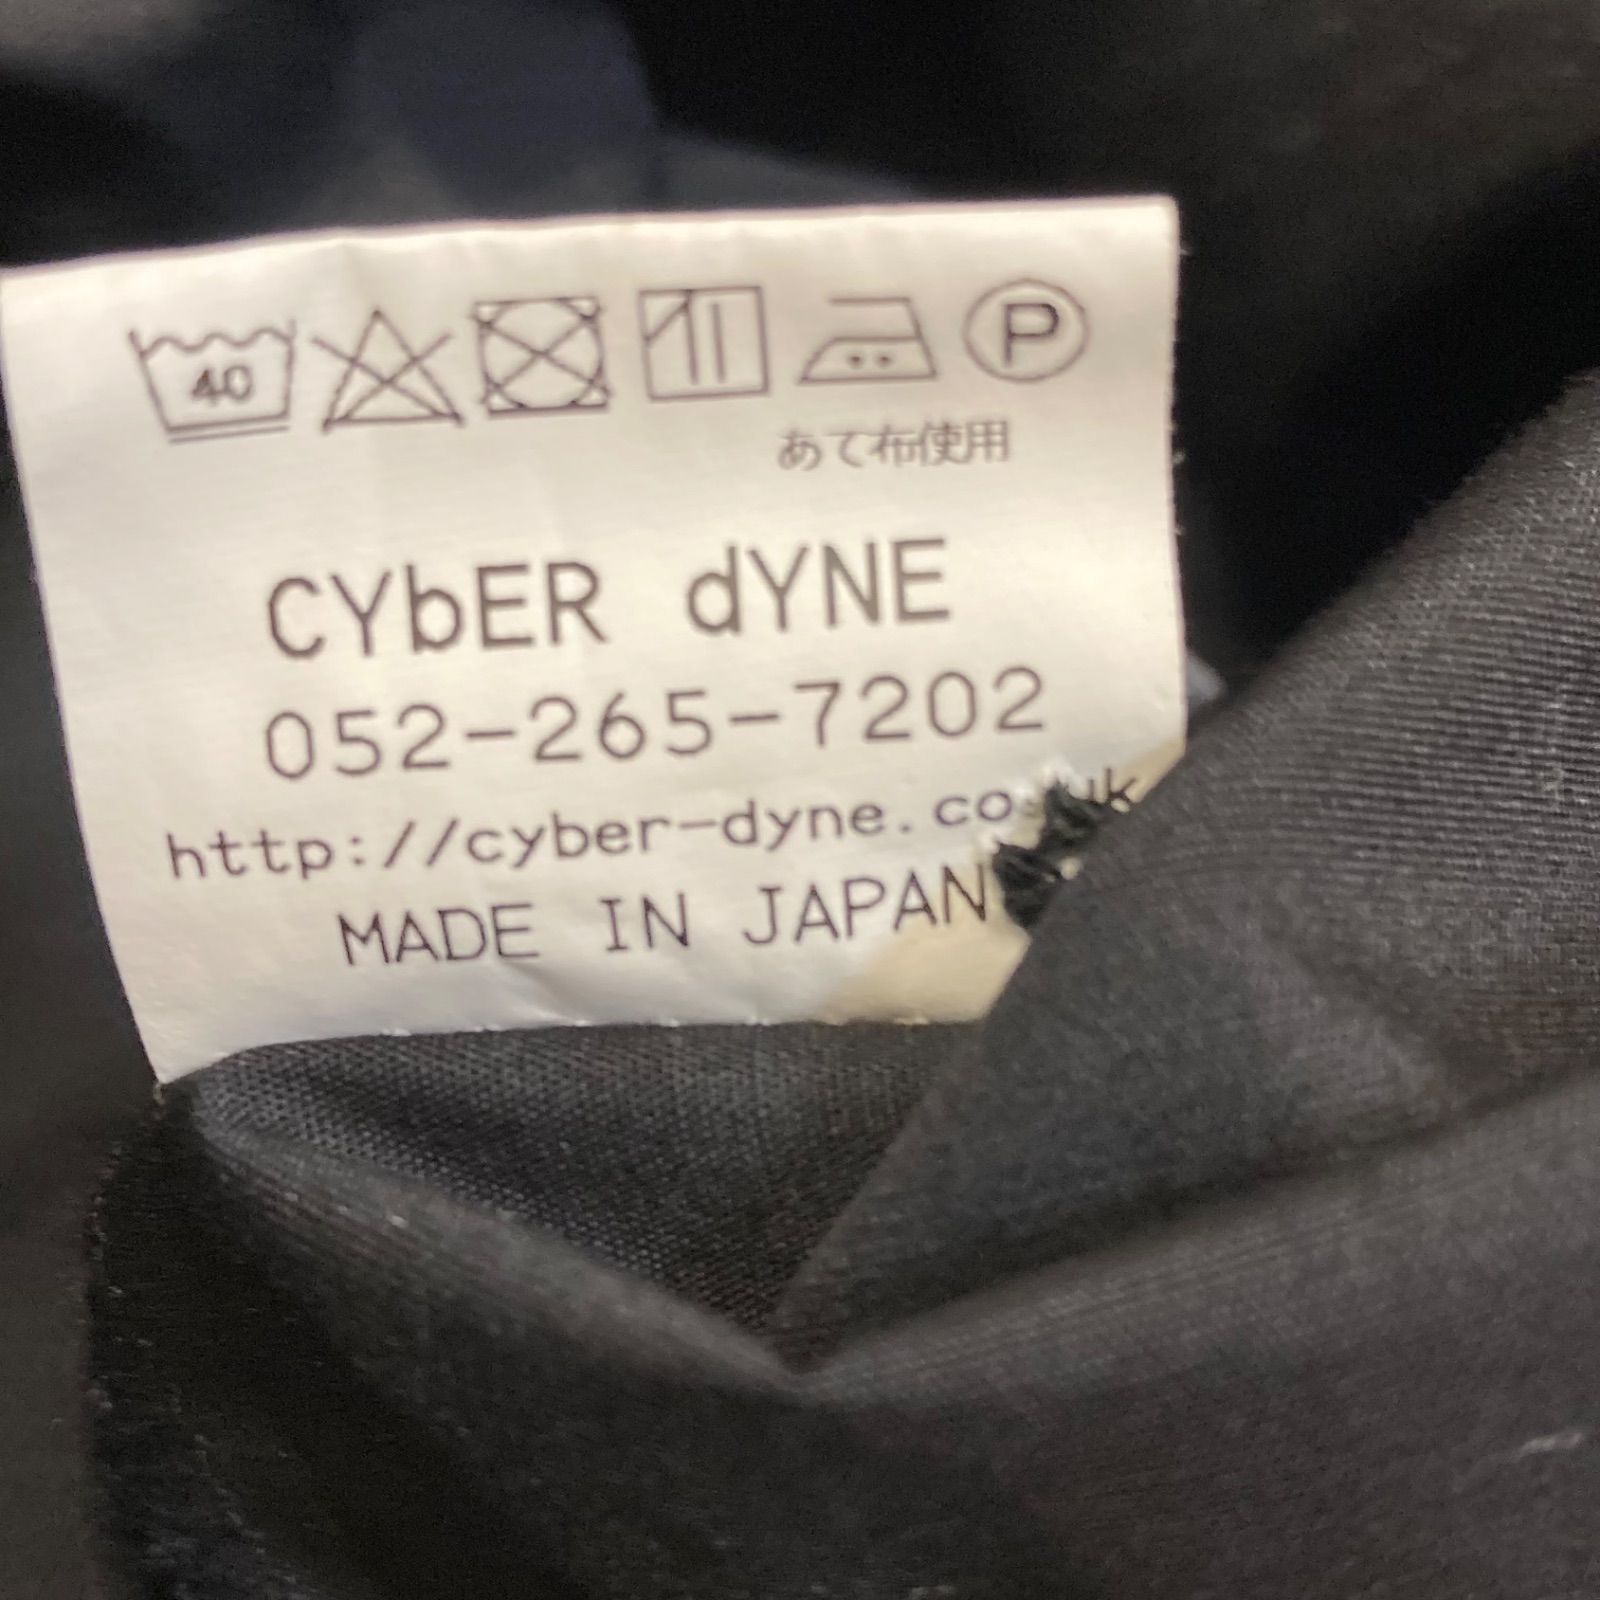 40
P
あて布使用
CYbER dYNE
052-265-7202
http://cyber-dyne.co.uk
MADE IN JAPAN